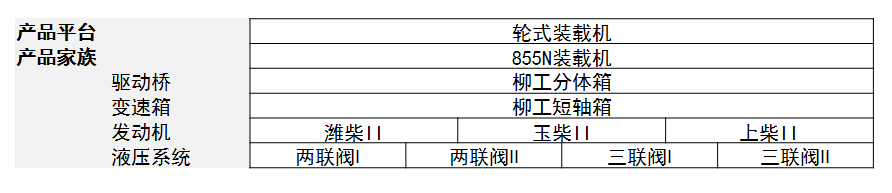 产品平台 轮式装载机
产品家族 855N装载机
驱动桥 柳工分体箱
变速箱 柳工短轴箱
发动机 潍柴II 玉柴II 上柴II
液压系统 两联阀I 两联阀II 三联阀I 三联阀II